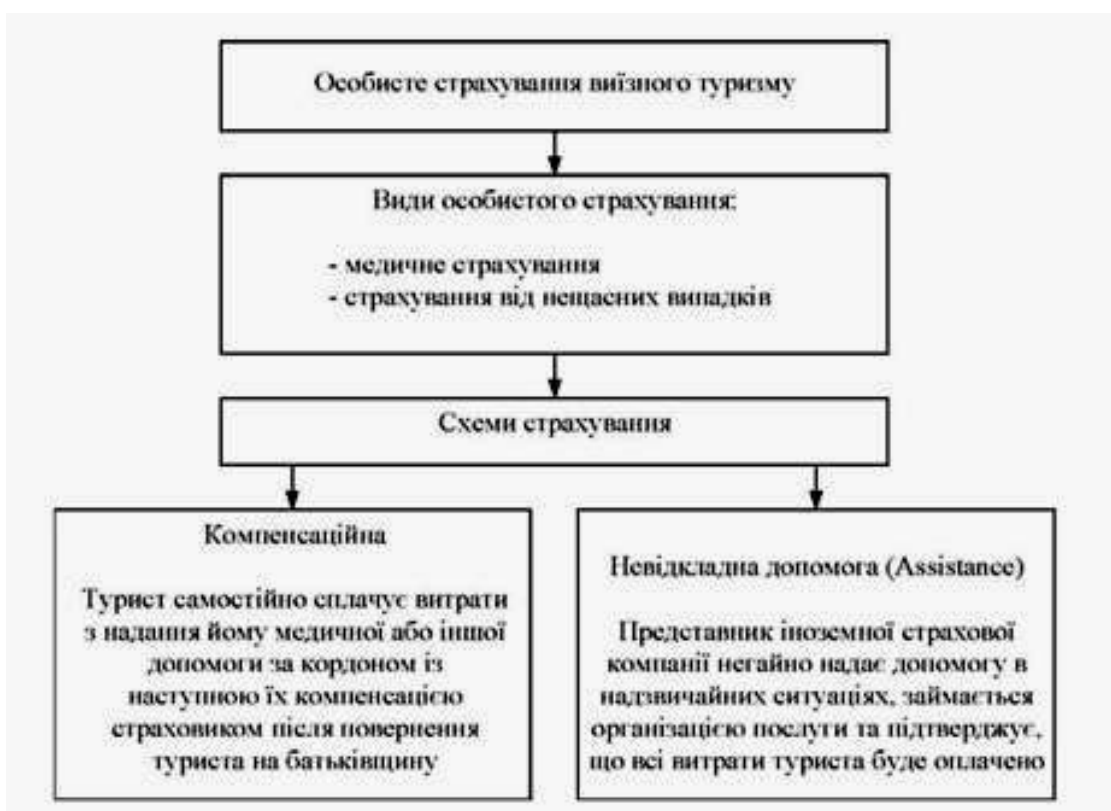 Особисте страхування виїзного туризму
Види особистого страхування:
- медичне страхування
- страхування від нещасних випадків
Схеми страхування
Компенсаційна
Турист самостійно сплачує витрати
з надання йому медичної або іншої
допомоги за кордоном із
наступною їх компенсацією
страховиком після повернення
туриста на батьківщину
Невідкладна допомога (Assistance)
Представник іноземної страхової
компанії негайно надає допомогу в
надзвичайних ситуаціях, займається
організацією послуги та підтверджує,
що всі витрати туриста буде оплачено